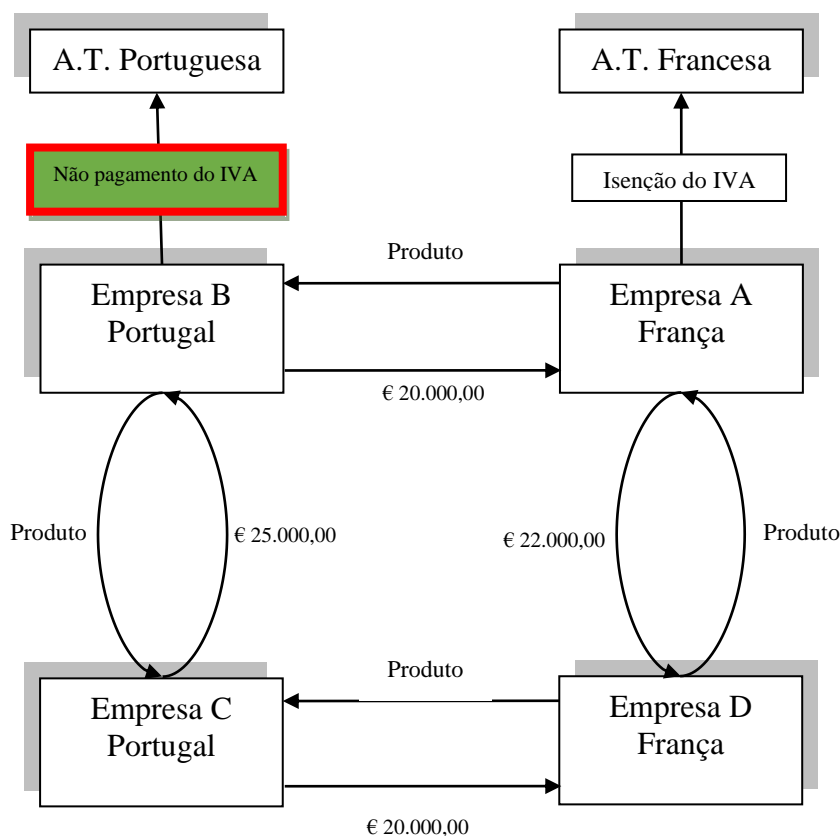 A.T. Portuguesa
A.T. Francesa
Não pagamento do IVA
Isenção do IVA
Produto
Empresa B
Portugal
Empresa A
França
€ 20.000,00
Produto
€ 25.000,00
€ 22.000,00
Produto
Produto
Empresa C
Portugal
Empresa D
França
€ 20.000,00